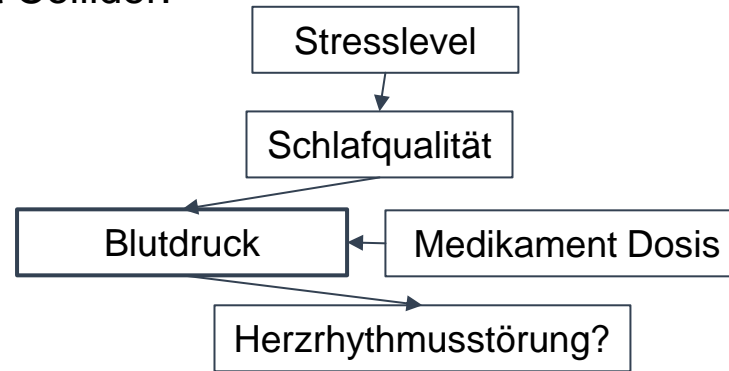 Stresslevel
Schlafqualität
Blutdruck
Medikament Dosis
Herzrhythmusstörung?